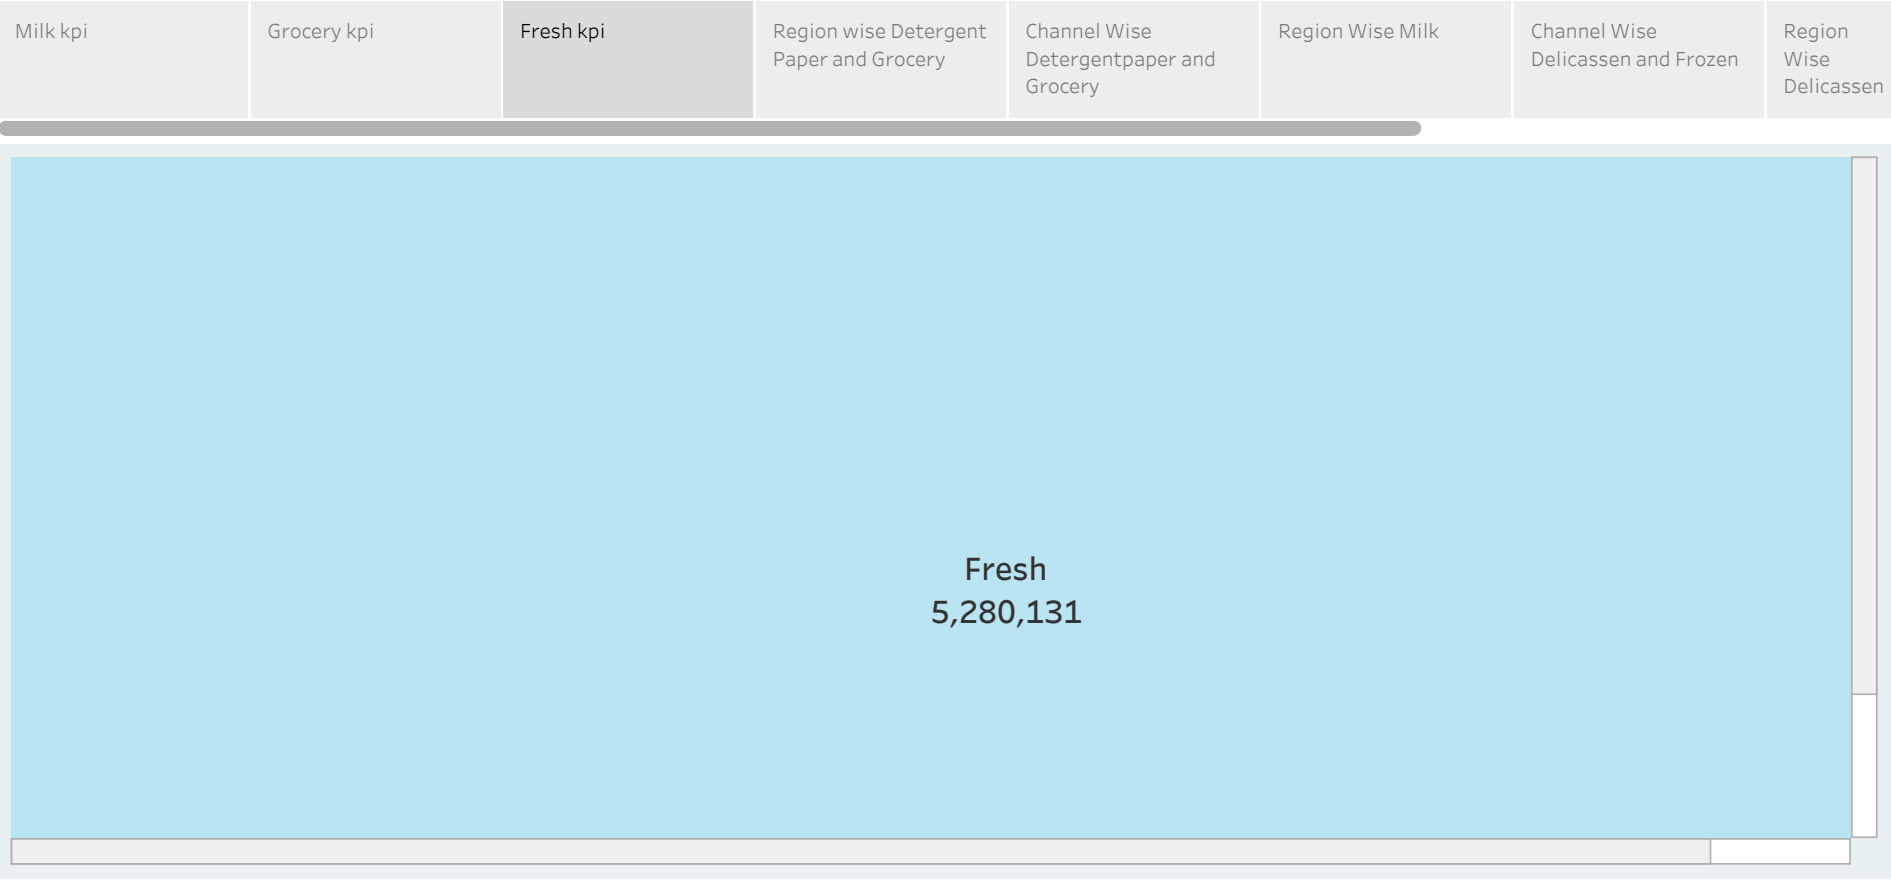 Milk kpi
Grocery kpi
Fresh kpi
Region wise Detergent
Paper and Grocery
Channel Wise
Detergentpaper and
Grocery
Region Wise Milk
Channel Wise
Delicassen and Frozen
Region
Wise
Delicassen
Fresh
5,280,131